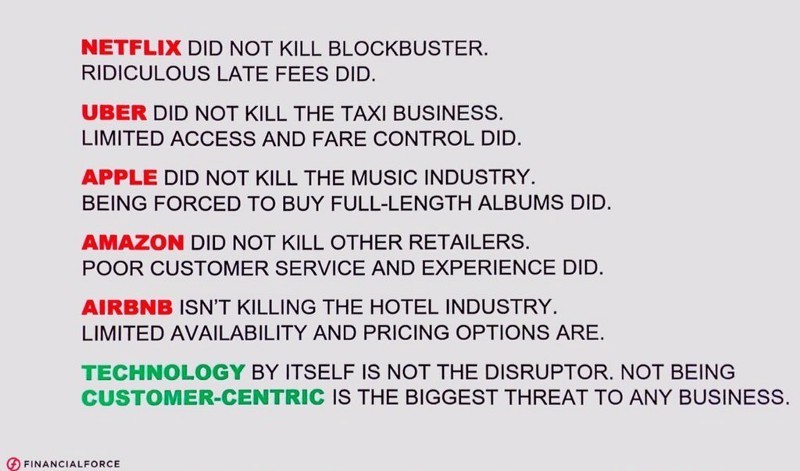 NETFLIX DID NOT KILL BLOCKBUSTER.
RIDICULOUS LATE FEES DID.
UBER DID NOT KILL THE TAXI BUSINESS.
LIMITED ACCESS AND FARE CONTROL DID.
APPLE DID NOT KILL THE MUSIC INDUSTRY.
BEING FORCED TO BUY FULL-LENGTH ALBUMS DID.
AMAZON DID NOT KILL OTHER RETAILERS.
POOR CUSTOMER SERVICE AND EXPERIENCE DID.
AIRBNB ISN'T KILLING THE HOTEL INDUSTRY.
LIMITED AVAILABILITY AND PRICING OPTIONS ARE.
TECHNOLOGY BY ITSELF IS NOT THE DISRUPTOR. NOT BEING
CUSTOMER-CENTRIC IS THE BIGGEST THREAT TO ANY BUSINESS.
FINANCIALFORCE